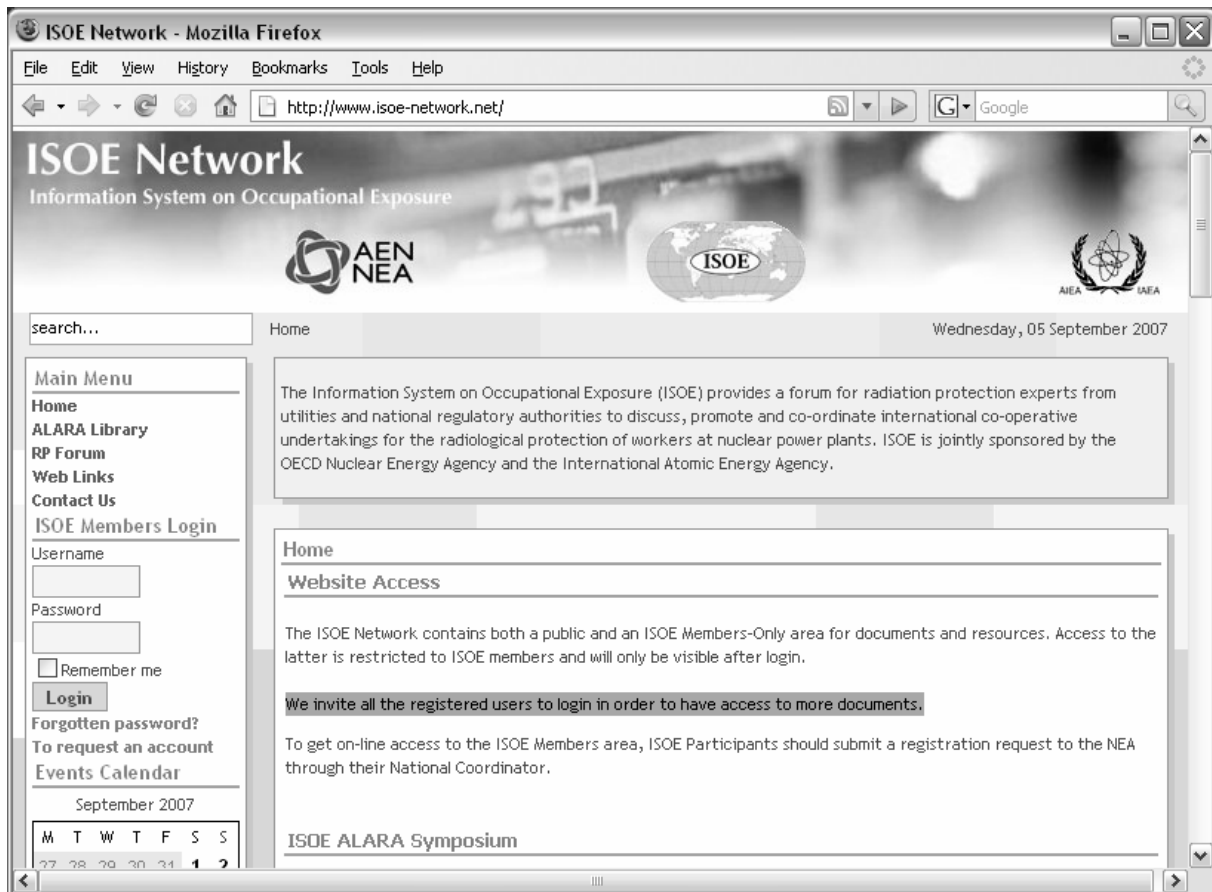 ISOE Network - Mozilla Firefox
File Edit View History Bookmarks Tools Help
http://www.isoe-network.net/
G Google
ISOE Network
Information System on Occupational Exposure
AEN
NEA
ISOE
AIEA IAEA
search...
Home
Wednesday, 05 September 2007
Main Menu
Home
ALARA Library
RP Forum
Web Links
Contact Us
ISOE Members Login
Username
Password
Remember me
Login
Forgotten password?
To request an account
Events Calendar
September 2007
M T W T F S S
27 28 29 30 31 1 2
The Information System on Occupational Exposure (ISOE) provides a forum for radiation protection experts from
utilities and national regulatory authorities to discuss, promote and co-ordinate international co-operative
undertakings for the radiological protection of workers at nuclear power plants. ISOE is jointly sponsored by the
OECD Nuclear Energy Agency and the International Atomic Energy Agency.
Home
Website Access
The ISOE Network contains both a public and an ISOE Members-Only area for documents and resources. Access to the
latter is restricted to ISOE members and will only be visible after login.
We invite all the registered users to login in order to have access to more documents.
To get on-line access to the ISOE Members area, ISOE Participants should submit a registration request to the NEA
through their National Coordinator.
ISOE ALARA Symposium